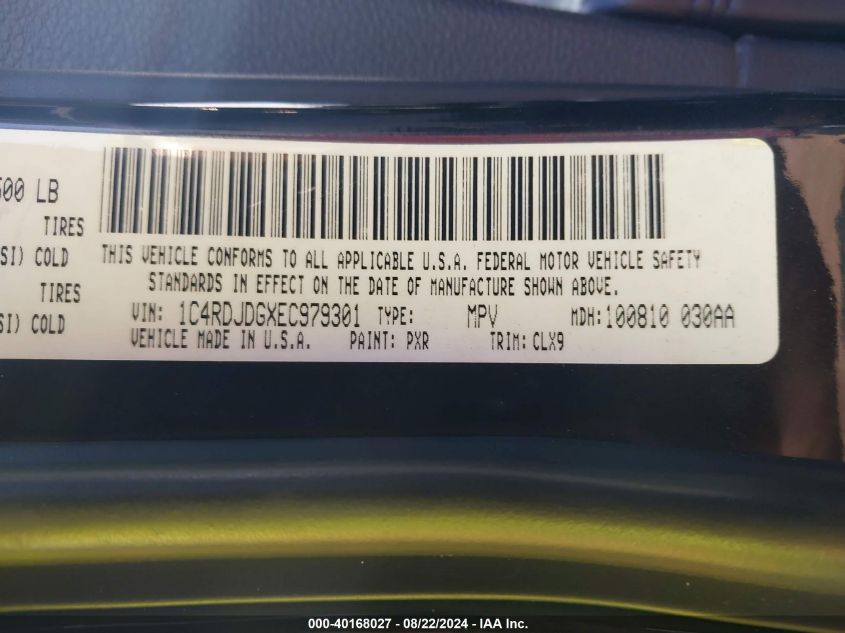 500 LB
TIRES
SI) COLD
TIRES
SI) COLD
THIS VEHICLE CONFORMS TO ALL APPLICABLE U.S.A. FEDERAL MOTOR VEHICLE SAFETY
STANDARDS IN EFFECT ON THE DATE OF MANUFACTURE SHOWN ABOVE.
VIN: 1C4RDJDGXEC979301 TYPE: MPV MDH:100810 030AA
VEHICLE MADE IN U.S.A. PAINT: PXR TRIM: CLX9
000-40168027 - 08/22/2024 - IAA Inc.